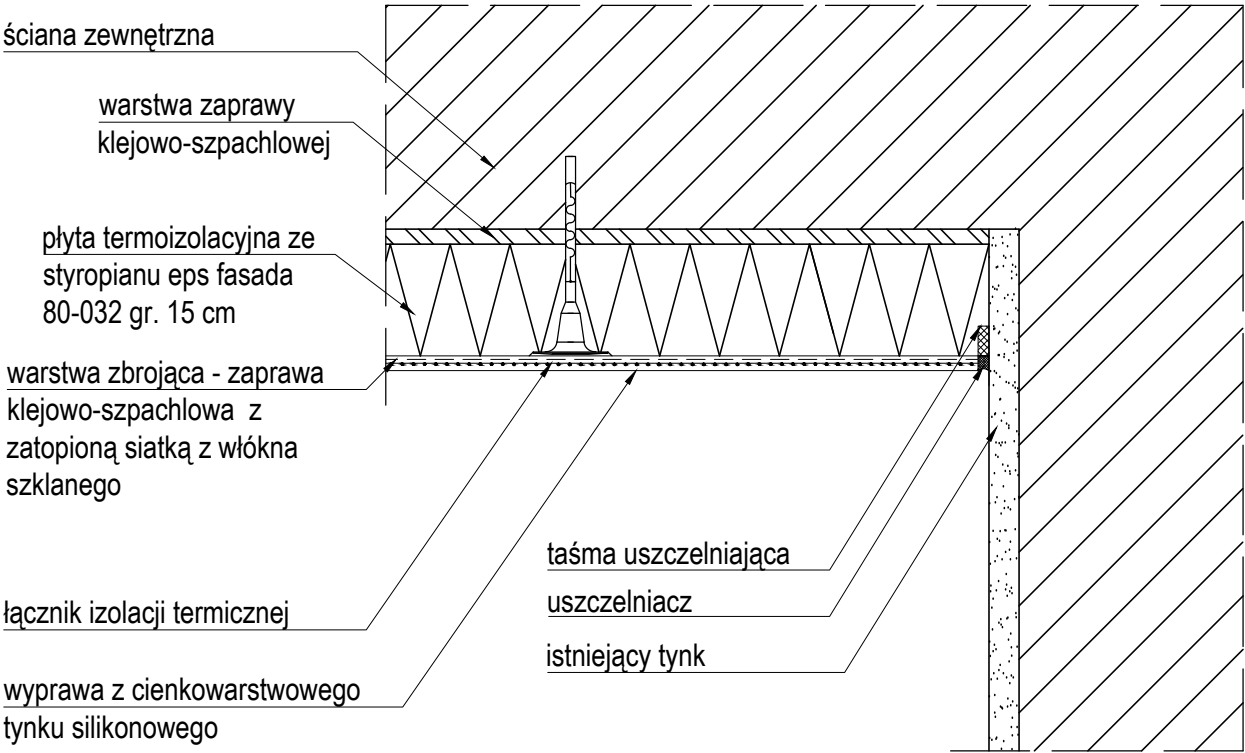 ściana zewnętrzna
warstwa zaprawy
klejowo-szpachlowej
płyta termoizolacyjna ze
styropianu eps fasada
80-032 gr. 15 cm
warstwa zbrojąca - zaprawa
klejowo-szpachlowa z
zatopioną siatką z włókna
szklanego
łącznik izolacji termicznej
wyprawa z cienkowarstwowego
tynku silikonowego
taśma uszczelniająca
uszczelniacz
istniejący tynk